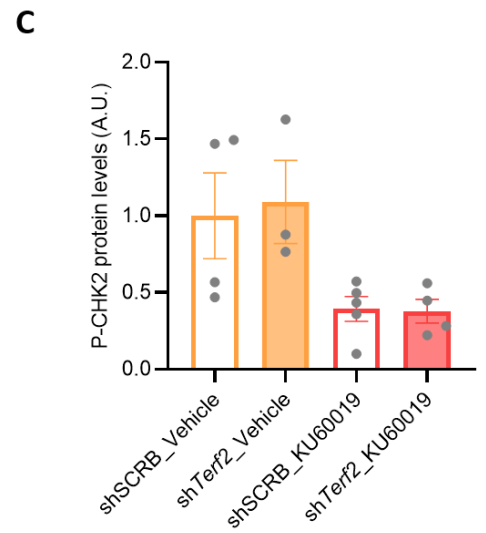 C
P-CHK2 protein levels (A.U.)
2.0
1.5
1.0
0.5
0.0
shSCRB_Vehicle
shTerf2_Vehicle
shSCRB_KU60019
shTerf2_KU60019